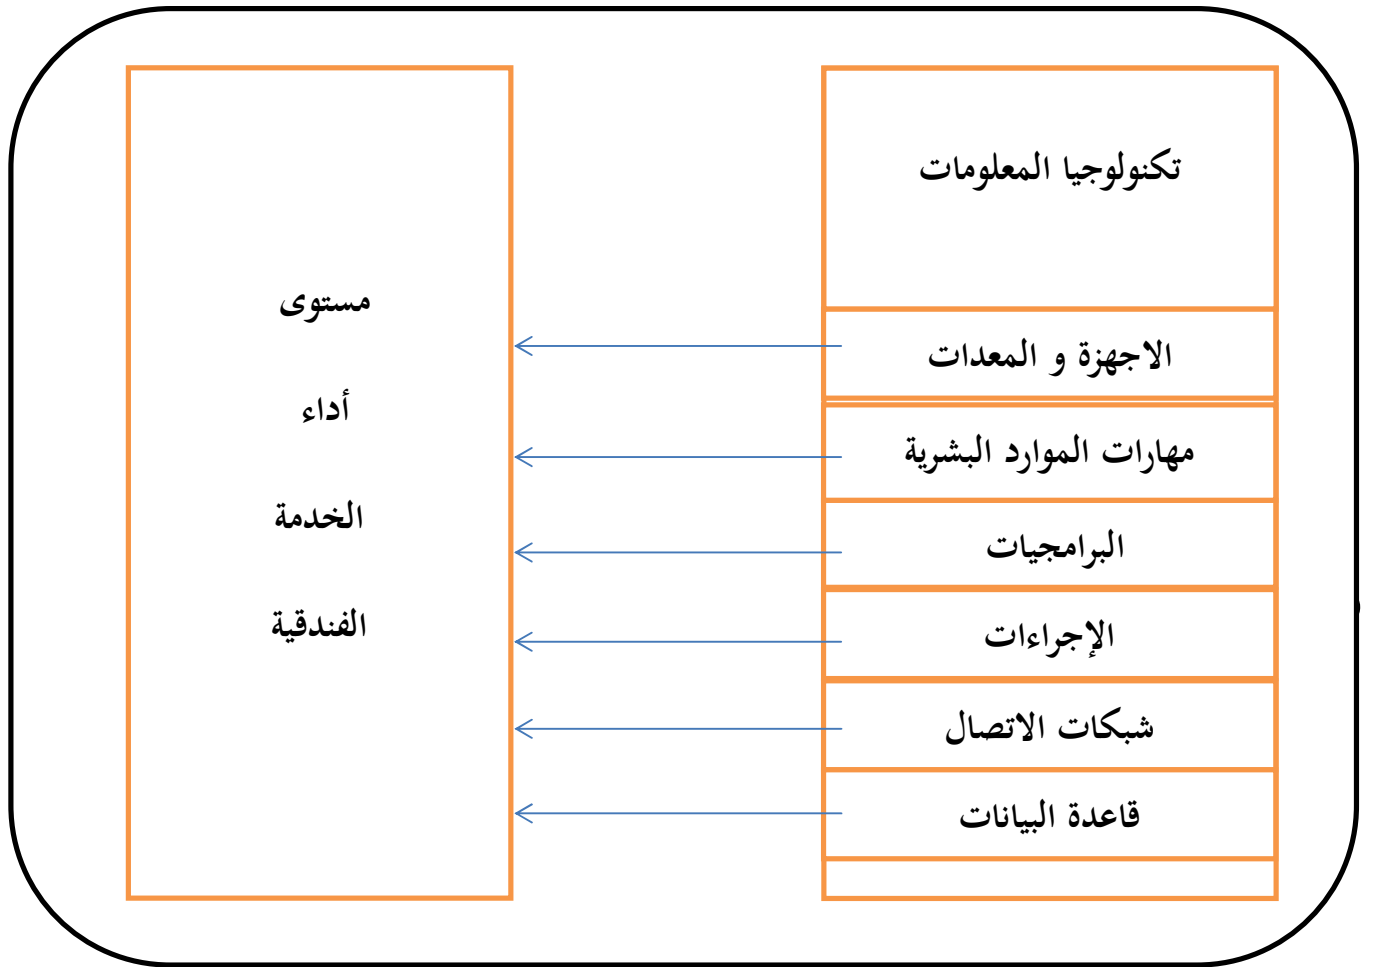 تكنولوجيا المعلومات
الاجهزة و المعدات
مهارات الموارد البشرية
البرامجيات
الإجراءات
شبكات الاتصال
قاعدة البيانات
مستوى
أداء
الخدمة
الفندقية